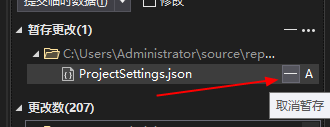 提交临时数据(I)
修改
暂存更改(1)
C:\Users\Administrator\source\rep...
ProjectSettings.json
A
取消暂存
更改数(207)